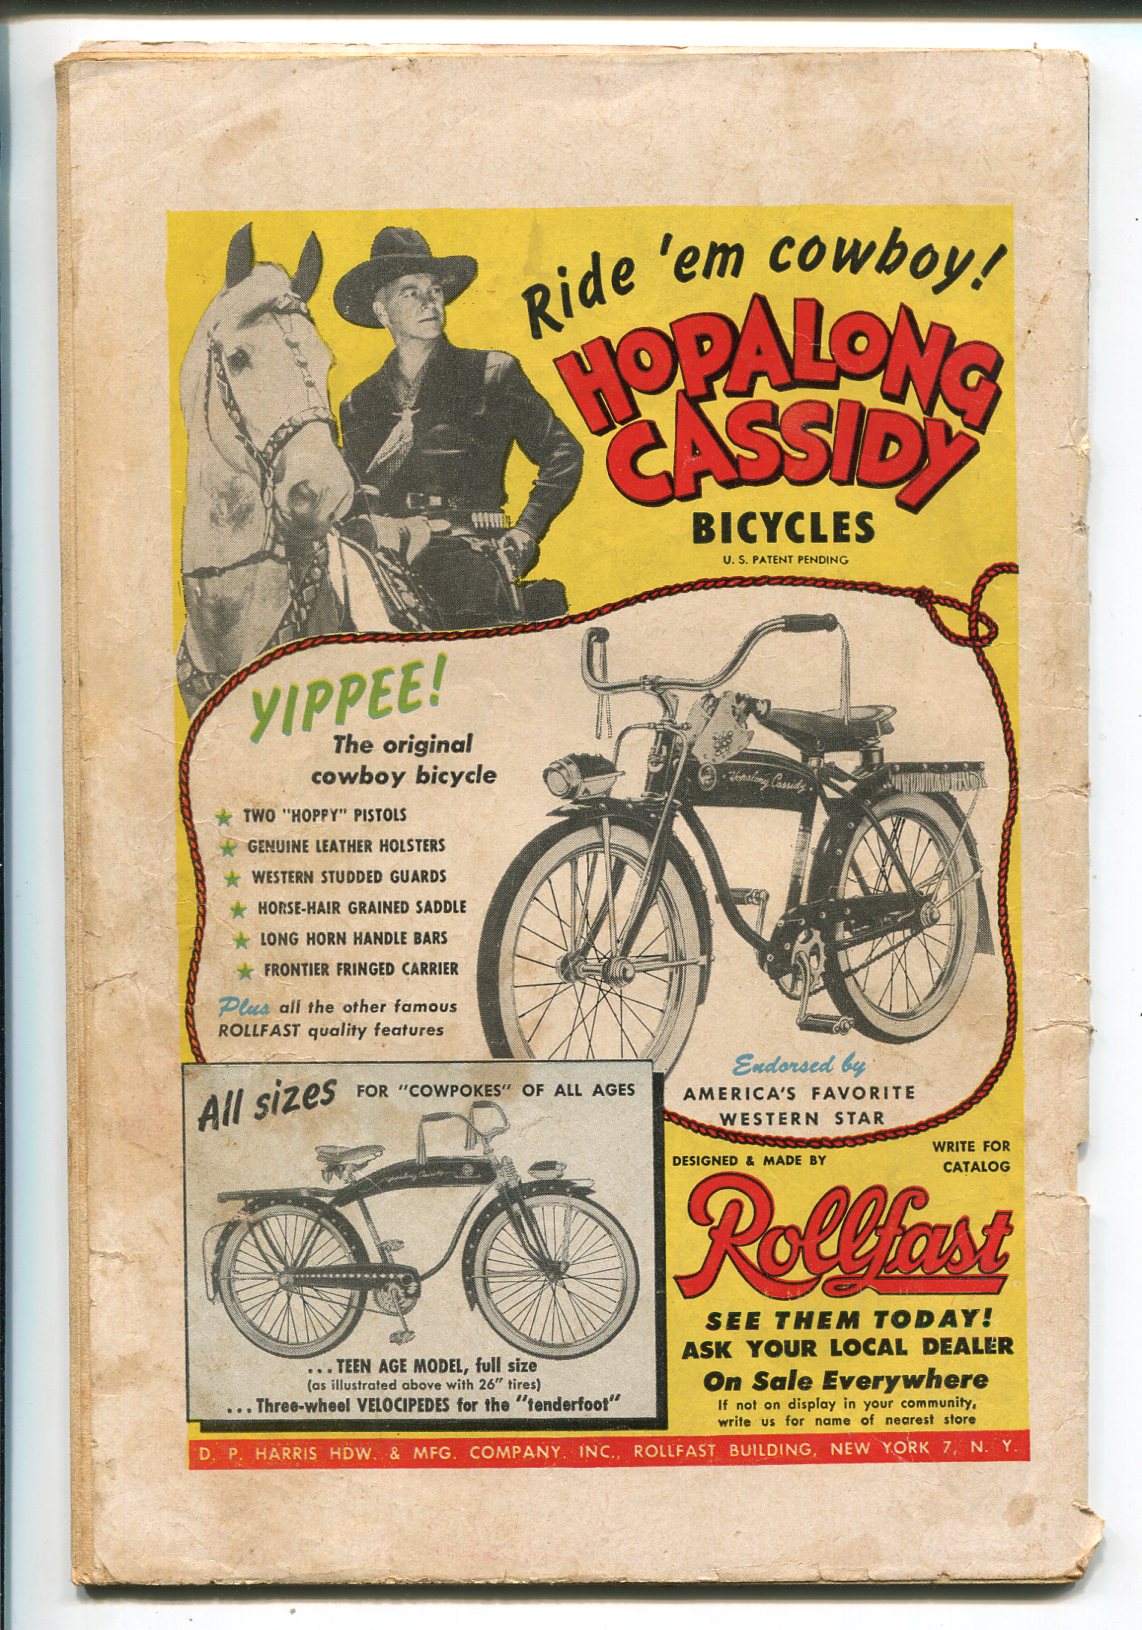 Ride 'em cowboy!
HOPALONG
CASSIDY
BICYCLES
U. S. PATENT PENDING
YIPPEE!
The original
cowboy bicycle
TWO "HOPPY" PISTOLS
GENUINE LEATHER HOLSTERS
WESTERN STUDDED GUARDS
HORSE-HAIR GRAINED SADDLE
LONG HORN HANDLE BARS
FRONTIER FRINGED CARRIER
Plus all the other famous
ROLLFAST quality features
Hopalong Cassidy
Endorsed by
AMERICA'S FAVORITE
WESTERN STAR
All sizes FOR "COWPOKES" OF ALL AGES
Hopalong Cassidy
...TEEN AGE MODEL, full size
(as illustrated above with 26" tires)
...Three-wheel VELOCIPEDES for the "tenderfoot"
DESIGNED & MADE BY
WRITE FOR
CATALOG
Rollfast
SEE THEM TODAY!
ASK YOUR LOCAL DEALER
On Sale Everywhere
If not on display in your community,
write us for name of nearest store
D. P. HARRIS HDW. & MFG. COMPANY. INC., ROLLFAST BUILDING, NEW YORK 7, N. Y.